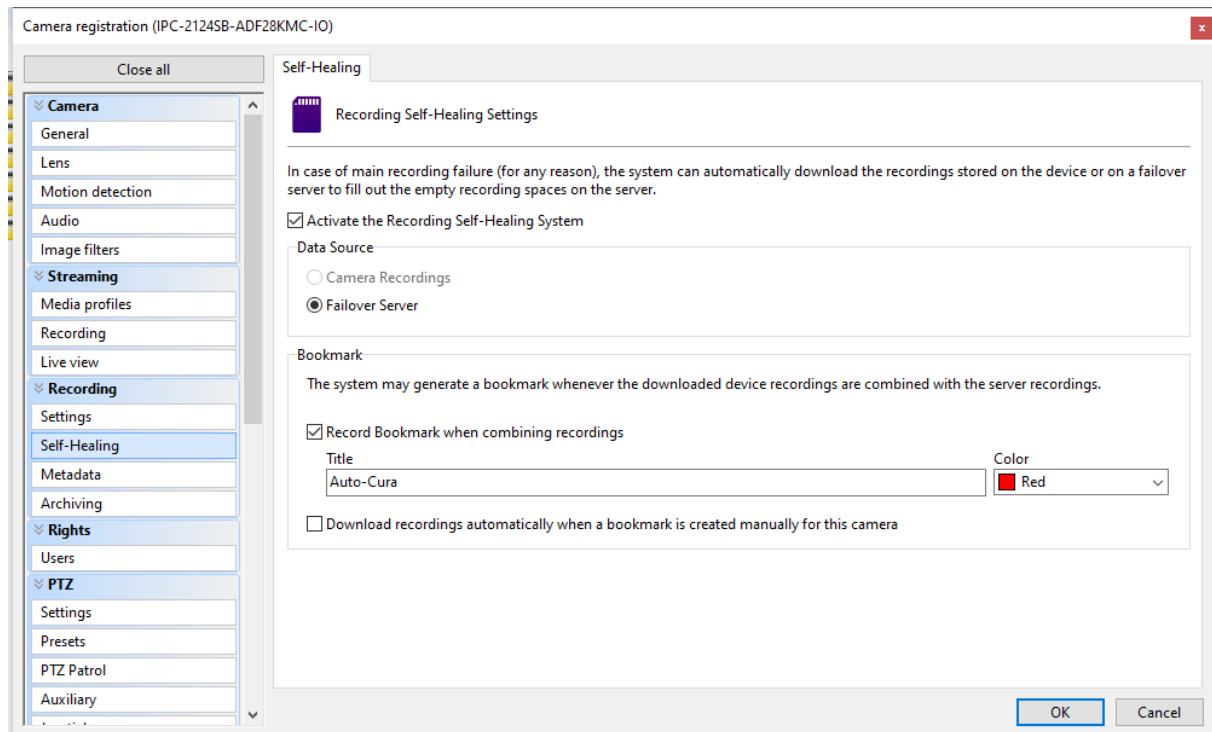 Camera registration (IPC-2124SB-ADF28KMC-IO)
x
Close all
Camera
General
Lens
Motion detection
Audio
Image filters
Streaming
Media profiles
Recording
Live view
Recording
Settings
Self-Healing
Metadata
Archiving
Rights
Users
PTZ
Settings
Presets
PTZ Patrol
Auxiliary
Self-Healing
Recording Self-Healing Settings
In case of main recording failure (for any reason), the system can automatically download the recordings stored on the device or on a failover
server to fill out the empty recording spaces on the server.
Activate the Recording Self-Healing System
Data Source
Camera Recordings
Failover Server
Bookmark
The system may generate a bookmark whenever the downloaded device recordings are combined with the server recordings.
Record Bookmark when combining recordings
Title Color
Auto-Cura Red
Download recordings automatically when a bookmark is created manually for this camera
OK Cancel